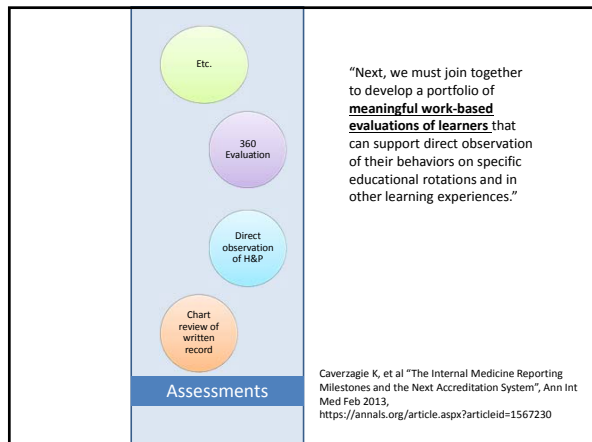 Etc.
360
Evaluation
Direct
observation
of H&P
Chart
review of
written
record
Assessments
“Next, we must join together
to develop a portfolio of
meaningful work-based
evaluations of learners that
can support direct observation
of their behaviors on specific
educational rotations and in
other learning experiences.”
Caverzagie K, et al “The Internal Medicine Reporting
Milestones and the Next Accreditation System”, Ann Int
Med Feb 2013,
https://annals.org/article.aspx?articleid=1567230